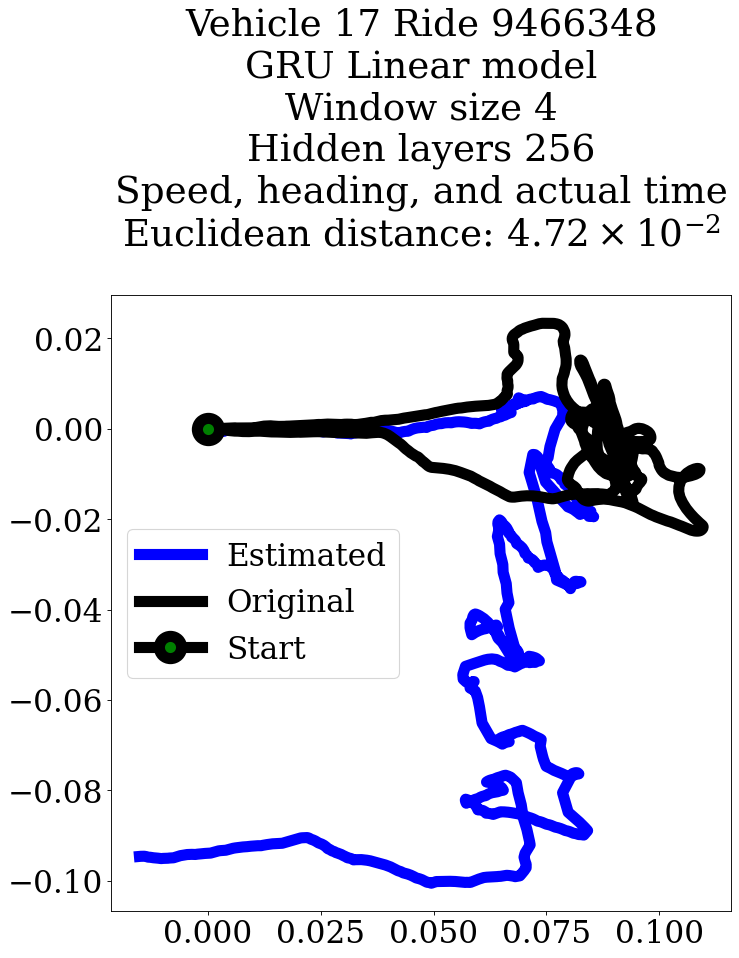 Vehicle 17 Ride 9466348
GRU Linear model
Window size 4
Hidden layers 256
Speed, heading, and actual time
Euclidean distance: 4.72 × 10⁻²
0.02
0.00
−0.02
−0.04
−0.06
−0.08
−0.10
Estimated
Original
Start
0.000 0.025 0.050 0.075 0.100